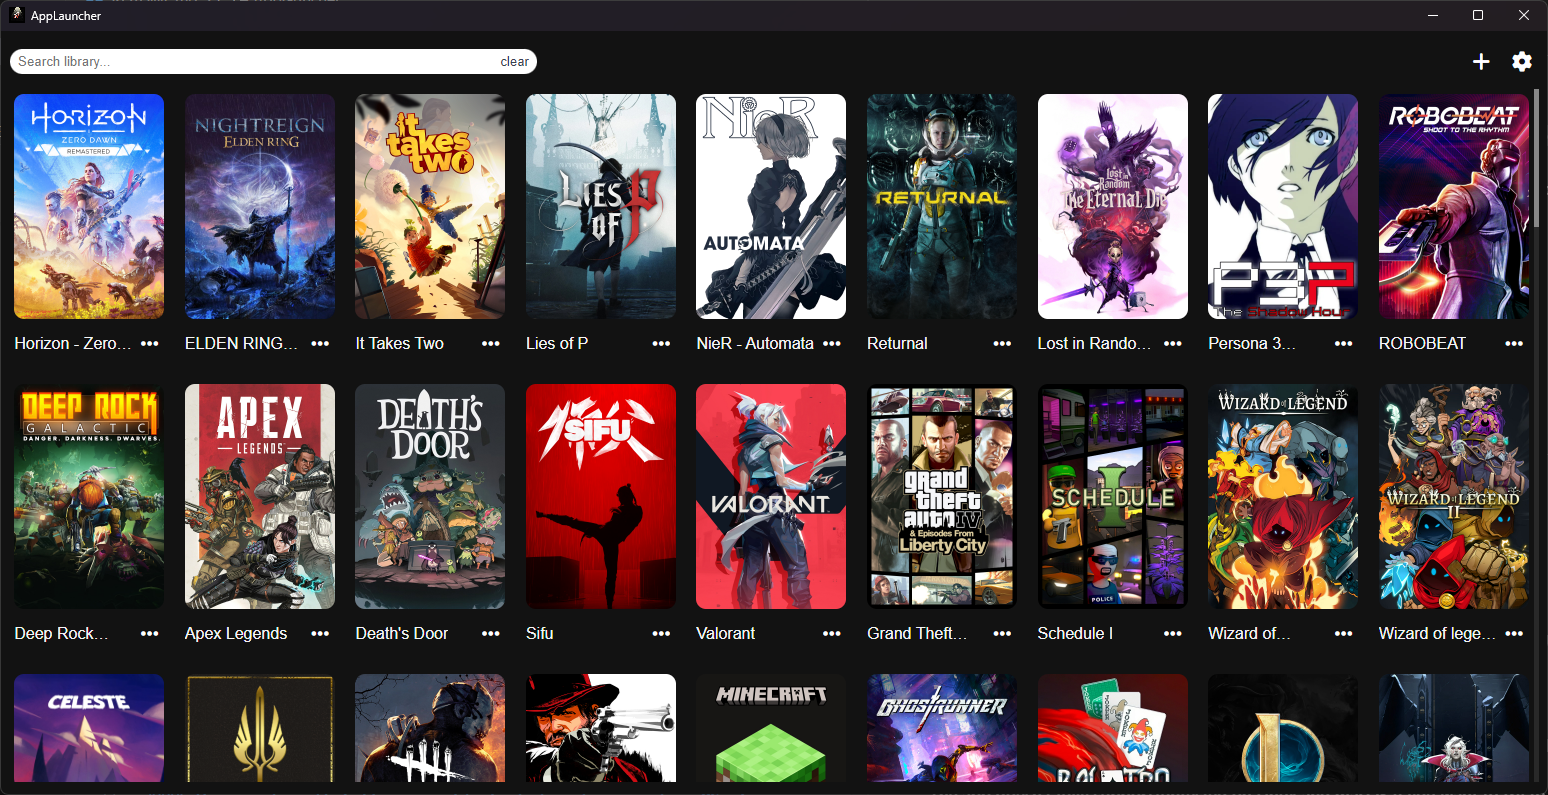 AppLauncher
Search library...
clear
HORIZON
ZERO DAWN
REMASTERED
NIGHTREIGN
ELDEN RING
it
takes
two
LIES
OF P
NieR
AUTOMATA
RETURNAL
Lost in
Random
The Eternal Die
P3P
The Shadow Hour
ROBOBEAT
SHOOT TO THE RHYTHM
Horizon - Zero...
ELDEN RING...
It Takes Two
Lies of P
NieR - Automata
Returnal
Lost in Rando...
Persona 3...
ROBOBEAT
DEEP ROCK
GALACTIC
DANGER. DARKNESS. DWARVES.
APEX
LEGENDS
DEATH'S
DOOR
SIFU
VALORANT
grand
theft
auto IV
& Episodes From
Liberty City
SCHEDULE
I
POLICE
WIZARD of LEGEND
WIZARD of LEGEND
II
Deep Rock...
Apex Legends
Death's Door
Sifu
Valorant
Grand Theft...
Schedule I
Wizard of...
Wizard of lege...
CELESTE
MINECRAFT
GHOSTRUNNER
JOKER